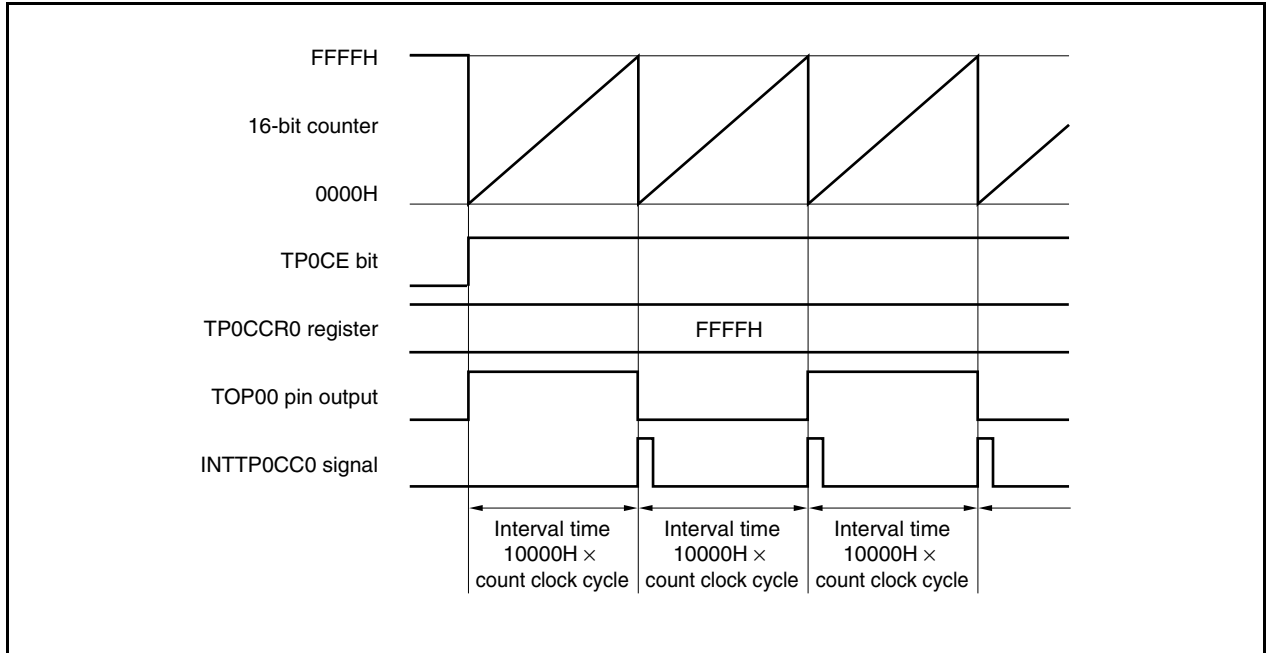 FFFFH
16-bit counter
0000H
TP0CE bit
TP0CCR0 register
FFFFH
TOP00 pin output
INTTP0CC0 signal
Interval time
10000H ×
count clock cycle
Interval time
10000H ×
count clock cycle
Interval time
10000H ×
count clock cycle